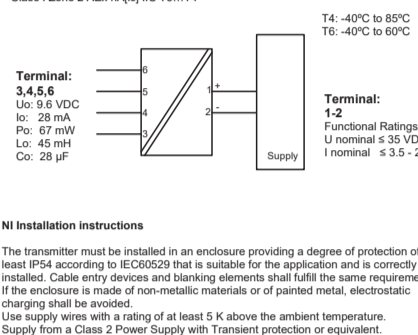 T4: -40ºC to 85ºC
T6: -40ºC to 60ºC
Terminal:
3,4,5,6
Uo: 9.6 VDC
Io: 28 mA
Po: 67 mW
Lo: 45 mH
Co: 28 µF
6
5
4
3
1 +
2 -
Supply
Terminal:
1-2
Functional Ratings
U nominal ≤ 35 VD
I nominal ≤ 3.5 - 2
NI Installation instructions
The transmitter must be installed in an enclosure providing a degree of protection of
least IP54 according to IEC60529 that is suitable for the application and is correctly
installed. Cable entry devices and blanking elements shall fulfill the same requireme
If the enclosure is made of non-metallic materials or of painted metal, electrostatic
charging shall be avoided.
Use supply wires with a rating of at least 5 K above the ambient temperature.
Supply from a Class 2 Power Supply with Transient protection or equivalent.